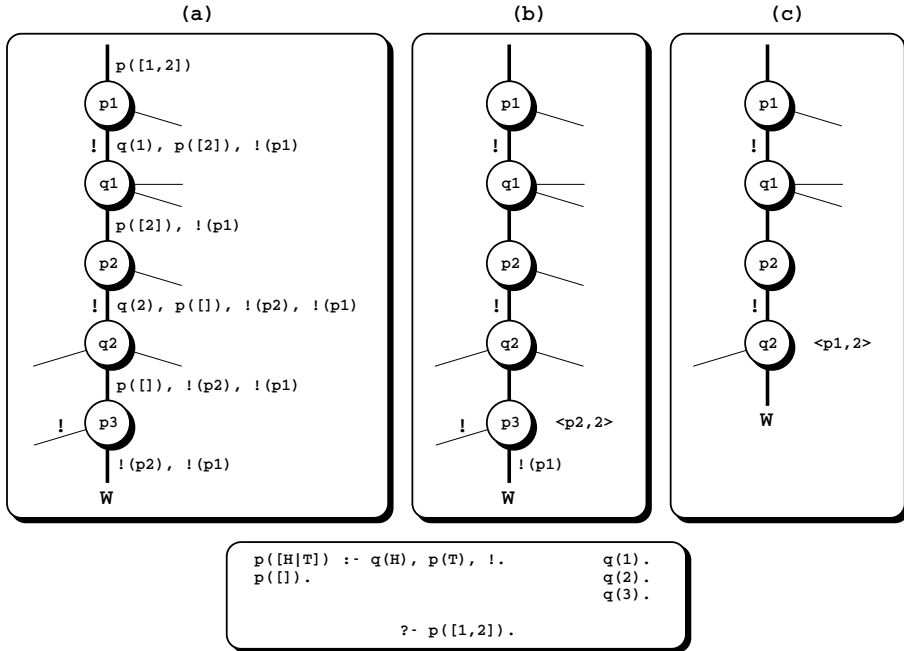 (a)
p([1,2])
p1
! q(1), p([2]), !(p1)
q1
p([2]), !(p1)
p2
! q(2), p([]), !(p2), !(p1)
q2
p([]), !(p2), !(p1)
! p3
!(p2), !(p1)
W
(b)
p1
!
q1
p2
!
q2
! p3 <p2,2>
!(p1)
W
(c)
p1
!
q1
p2
!
q2 <p1,2>
W
p([H|T]) :- q(H), p(T), !. q(1).
p([]). q(2).
q(3).
?- p([1,2]).